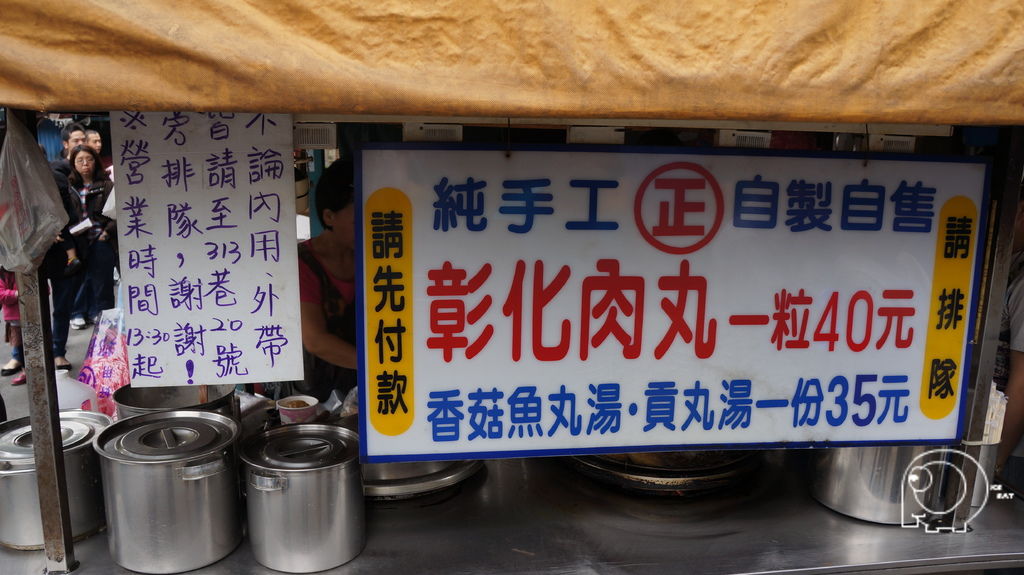 不論內用、外帶
皆請至313巷20號
旁排隊，謝謝！
※營業時間13:30起
請先付款
純手工 正 自製自售
彰化肉丸一粒40元
香菇魚丸湯·貢丸湯一份35元
請排隊
ICE
EAT